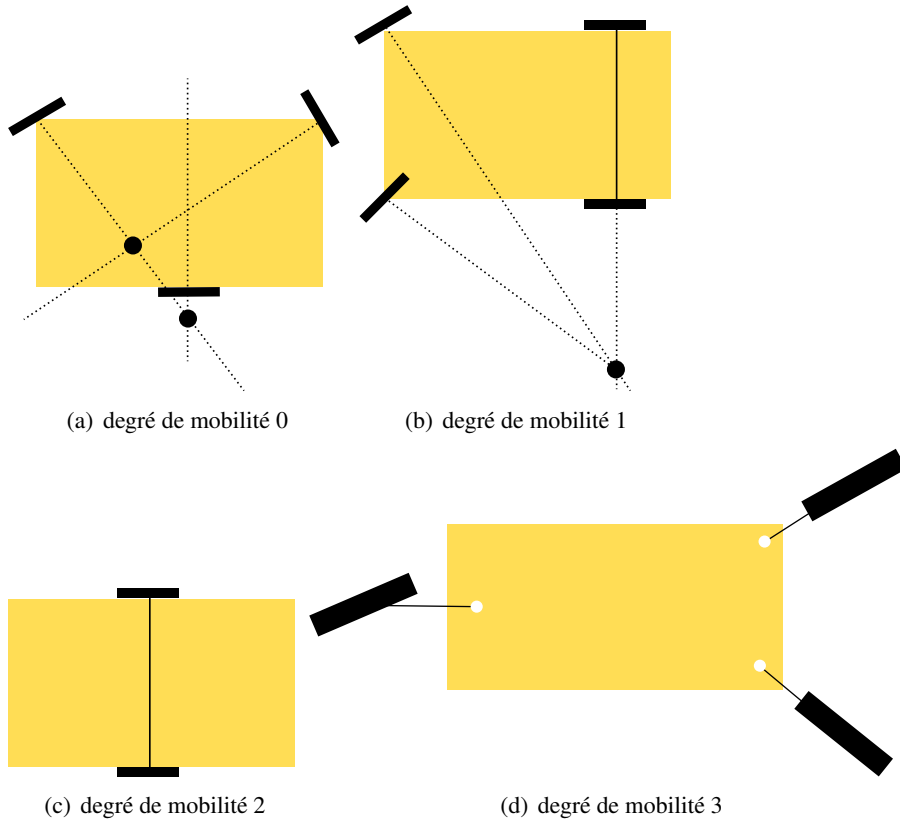 (a) degré de mobilité 0
(b) degré de mobilité 1
(c) degré de mobilité 2
(d) degré de mobilité 3